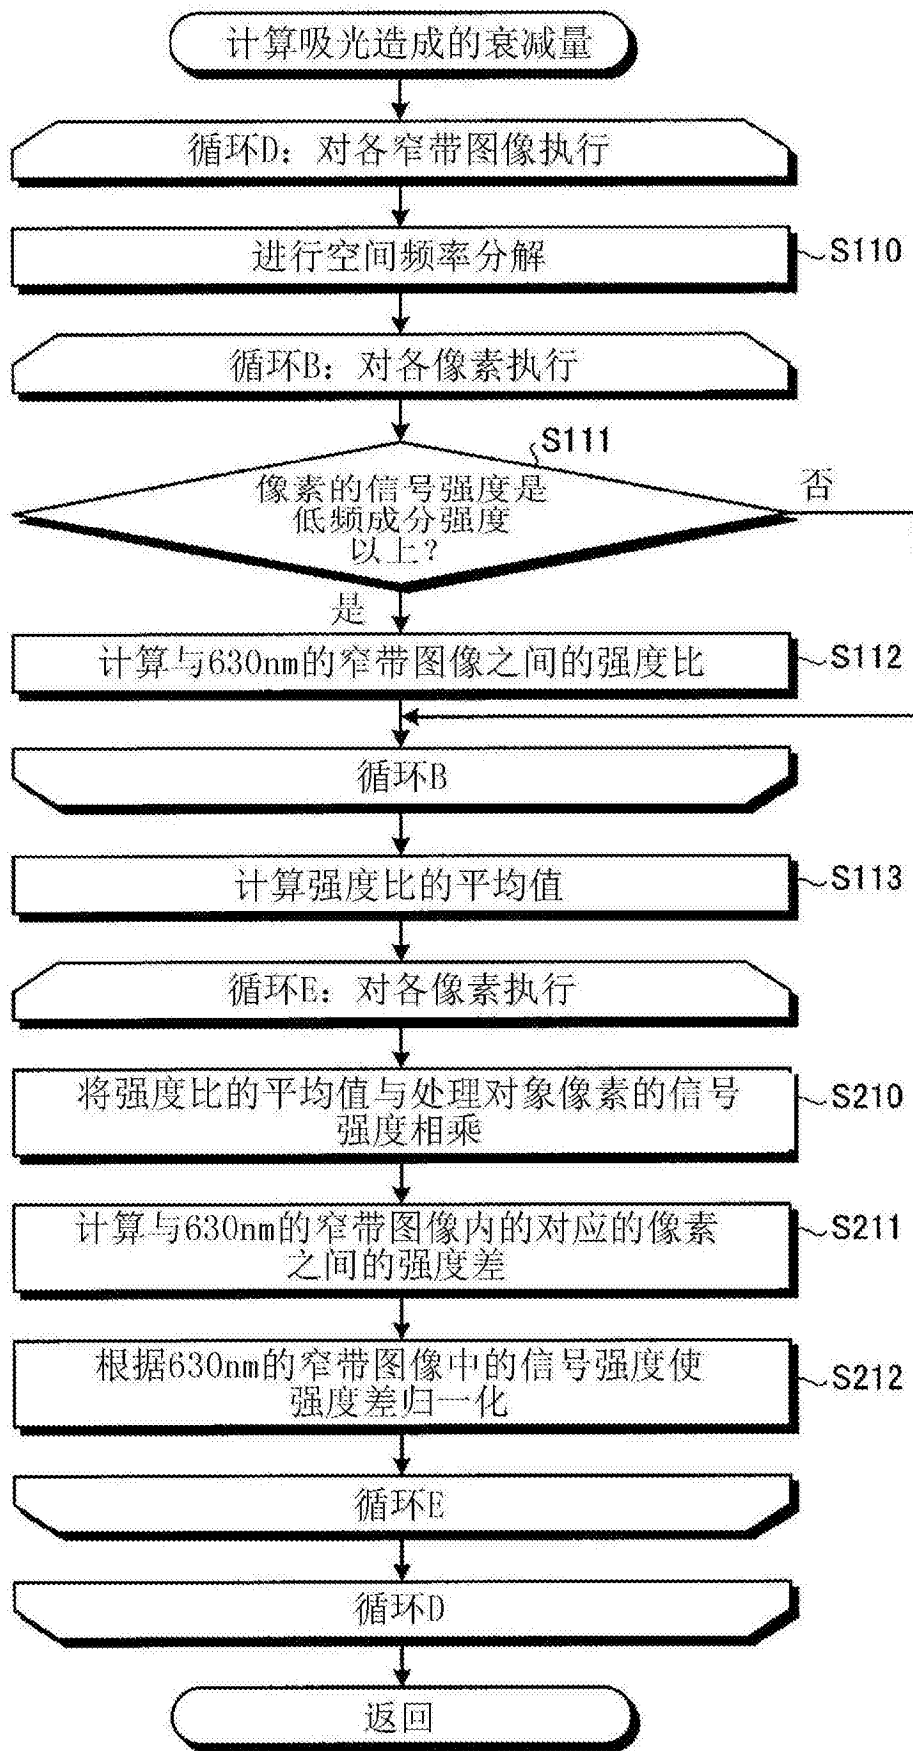 计算吸光造成的衰减量
循环D：对各窄带图像执行
进行空间频率分解
S110
循环B：对各像素执行
S111
像素的信号强度是
低频成分强度
以上？
否
是
计算与630nm的窄带图像之间的强度比
S112
循环B
计算强度比的平均值
S113
循环E：对各像素执行
将强度比的平均值与处理对象像素的信号
强度相乘
S210
计算与630nm的窄带图像内的对应的像素
之间的强度差
S211
根据630nm的窄带图像中的信号强度使
强度差归一化
S212
循环E
循环D
返回